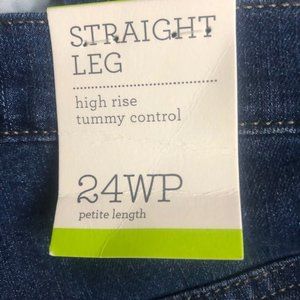 STRAIGHT
LEG
high rise
tummy control
24WP
petite length